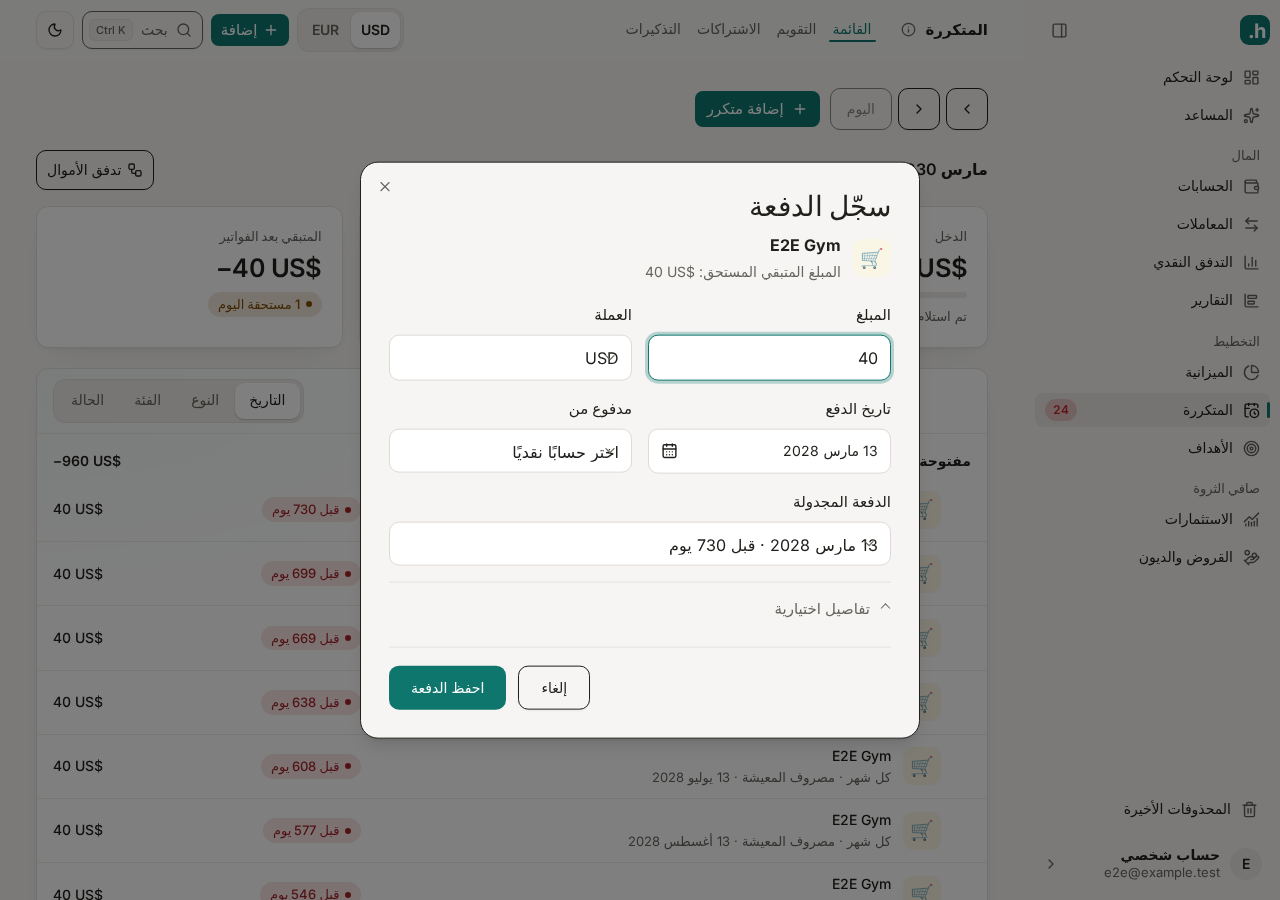 .h
لوحة التحكم
المساعد
المال
الحسابات
المعاملات
التدفق النقدي
التقارير
التخطيط
الميزانية
المتكررة
24
الأهداف
صافي الثروة
الاستثمارات
القروض والديون
المحذوفات الأخيرة
E
حساب شخصي
e2e@example.test
المتكررة
القائمة
التقويم
الاشتراكات
التذكيرات
USD
EUR
إضافة
بحث
Ctrl K
اليوم
إضافة متكرر
تدفق الأموال
الدخل
تم استلام
المتبقي بعد الفواتير
−40 US$
1 مستحقة اليوم
التاريخ
النوع
الفئة
الحالة
مفتوحة
−960 US$
قبل 730 يوم
40 US$
قبل 699 يوم
40 US$
قبل 669 يوم
40 US$
قبل 638 يوم
40 US$
E2E Gym
كل شهر · مصروف المعيشة · 13 يوليو 2028
قبل 608 يوم
40 US$
E2E Gym
كل شهر · مصروف المعيشة · 13 أغسطس 2028
قبل 577 يوم
40 US$
E2E Gym
قبل 546 يوم
40 US$
سجّل الدفعة
E2E Gym
المبلغ المتبقي المستحق: 40 US$
المبلغ
40
العملة
USD
تاريخ الدفع
13 مارس 2028
مدفوع من
اختر حسابًا نقديًا
الدفعة المجدولة
13 مارس 2028 · قبل 730 يوم
تفاصيل اختيارية
إلغاء
احفظ الدفعة